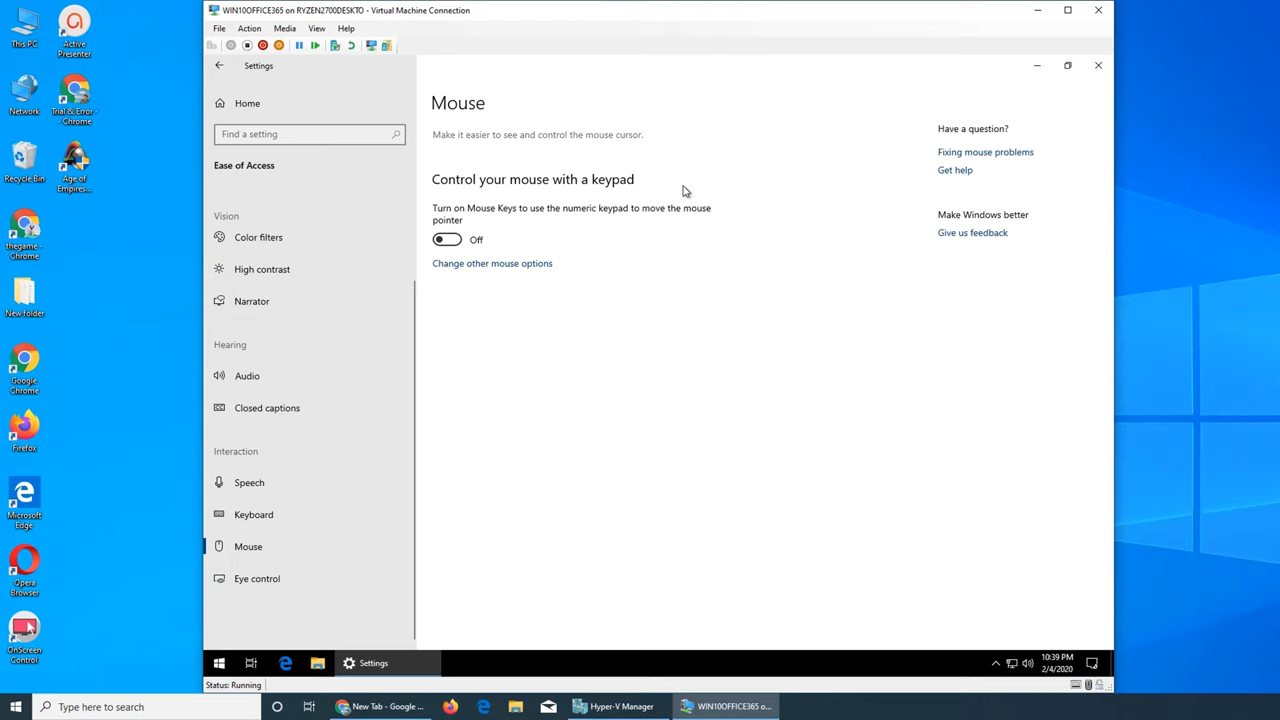 WIN10OFFICE365 on RYZEN2700DESKTO - Virtual Machine Connection
File Action Media View Help
Settings
Home
Find a setting
Ease of Access
Vision
Color filters
High contrast
Narrator
Hearing
Audio
Closed captions
Interaction
Speech
Keyboard
Mouse
Eye control
Mouse
Make it easier to see and control the mouse cursor.
Control your mouse with a keypad
Turn on Mouse Keys to use the numeric keypad to move the mouse
pointer
Off
Change other mouse options
Have a question?
Fixing mouse problems
Get help
Make Windows better
Give us feedback
Settings
10:39 PM
2/4/2020
Status: Running
This PC
Active
Presenter
Network
Trial & Error -
- Chrome
Recycle Bin
Age of
Empires...
thegame -
Chrome
New folder
Google
Chrome
Firefox
Microsoft
Edge
Opera
Browser
OnScreen
Control
Type here to search
New Tab - Google ...
Hyper-V Manager
WIN10OFFICE365 o...